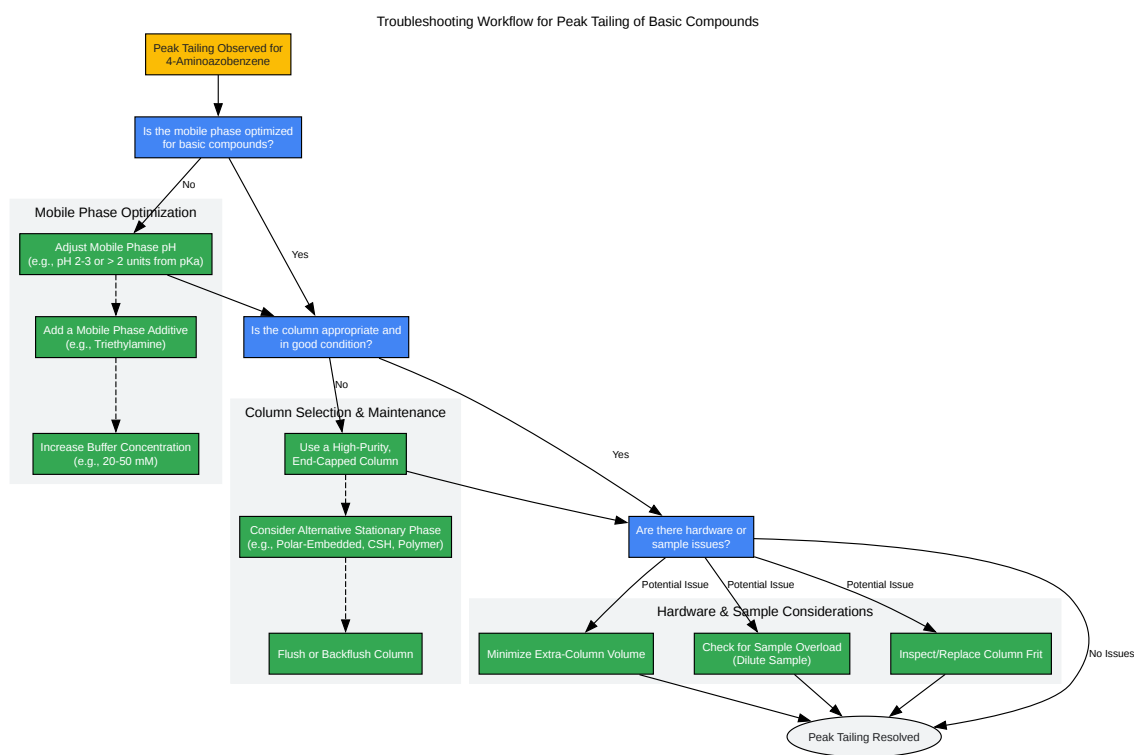 Troubleshooting Workflow for Peak Tailing of Basic Compounds
Peak Tailing Observed for
4-Aminoazobenzene
Is the mobile phase optimized
for basic compounds?
No
Yes
Mobile Phase Optimization
Adjust Mobile Phase pH
(e.g., pH 2-3 or > 2 units from pKa)
Add a Mobile Phase Additive
(e.g., Triethylamine)
Increase Buffer Concentration
(e.g., 20-50 mM)
Is the column appropriate and
in good condition?
No
Yes
Column Selection & Maintenance
Use a High-Purity,
End-Capped Column
Consider Alternative Stationary Phase
(e.g., Polar-Embedded, CSH, Polymer)
Flush or Backflush Column
Are there hardware or
sample issues?
Potential Issue
Potential Issue
Potential Issue
No Issues
Hardware & Sample Considerations
Minimize Extra-Column Volume
Check for Sample Overload
(Dilute Sample)
Inspect/Replace Column Frit
Peak Tailing Resolved